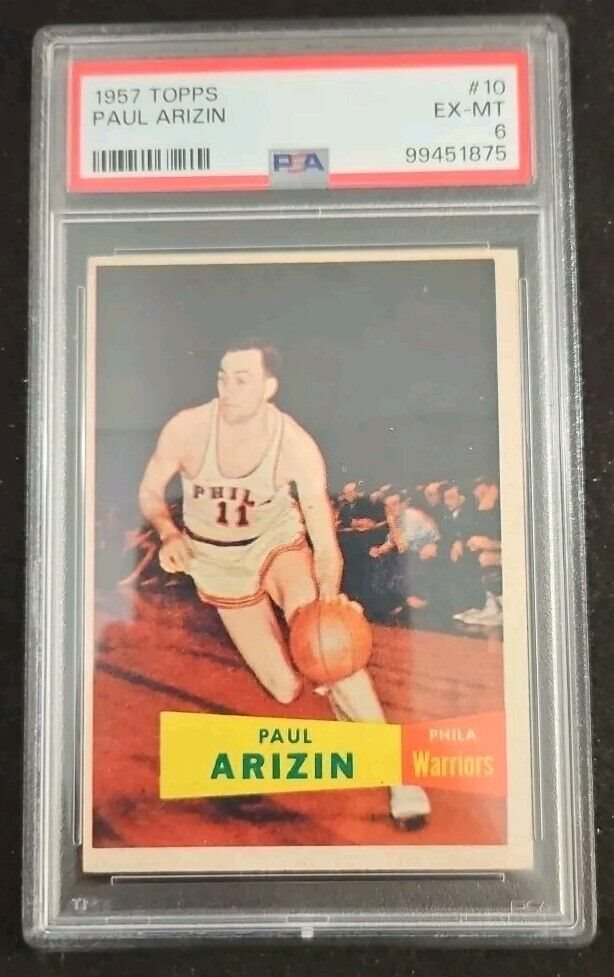 1957 TOPPS #10
PAUL ARIZIN EX-MT
6
PSA 99451875
PHIL
11
PAUL
ARIZIN
PHILA
Warriors